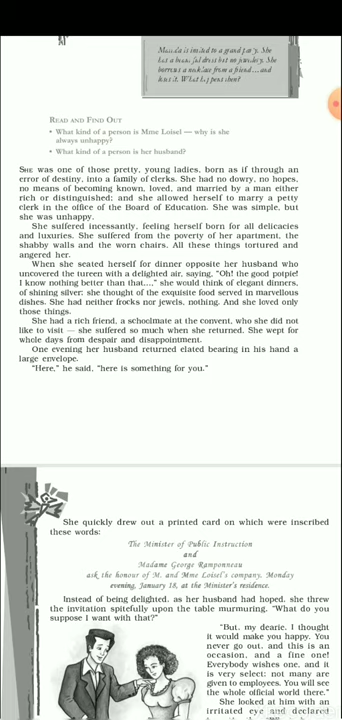 Matilda is invited to a grand party. She
has a beautiful dress but no jewellery. She
borrows a necklace from a friend ... and
loses it. What happens then?
READ AND FIND OUT
• What kind of a person is Mme Loisel — why is she
always unhappy?
• What kind of a person is her husband?
SHE was one of those pretty, young ladies, born as if through an
error of destiny, into a family of clerks. She had no dowry, no hopes,
no means of becoming known, loved, and married by a man either
rich or distinguished; and she allowed herself to marry a petty
clerk in the office of the Board of Education. She was simple, but
she was unhappy.
She suffered incessantly, feeling herself born for all delicacies
and luxuries. She suffered from the poverty of her apartment, the
shabby walls and the worn chairs. All these things tortured and
angered her.
When she seated herself for dinner opposite her husband who
uncovered the tureen with a delighted air, saying, "Oh! the good potpie!
I know nothing better than that...," she would think of elegant dinners,
of shining silver; she thought of the exquisite food served in marvellous
dishes. She had neither frocks nor jewels, nothing. And she loved only
those things.
She had a rich friend, a schoolmate at the convent, who she did not
like to visit — she suffered so much when she returned. She wept for
whole days from despair and disappointment.
One evening her husband returned elated bearing in his hand a
large envelope.
"Here," he said, "here is something for you."
She quickly drew out a printed card on which were inscribed
these words:
The Minister of Public Instruction
and
Madame George Ramponneau
ask the honour of M. and Mme Loisel's company, Monday
evening, January 18, at the Minister's residence.
Instead of being delighted, as her husband had hoped, she threw
the invitation spitefully upon the table murmuring, "What do you
suppose I want with that?"
"But, my dearie, I thought
it would make you happy. You
never go out, and this is an
occasion, and a fine one!
Everybody wishes one, and it
is very select; not many are
given to employees. You will see
the whole official world there."
She looked at him with an
irritated eye and declared